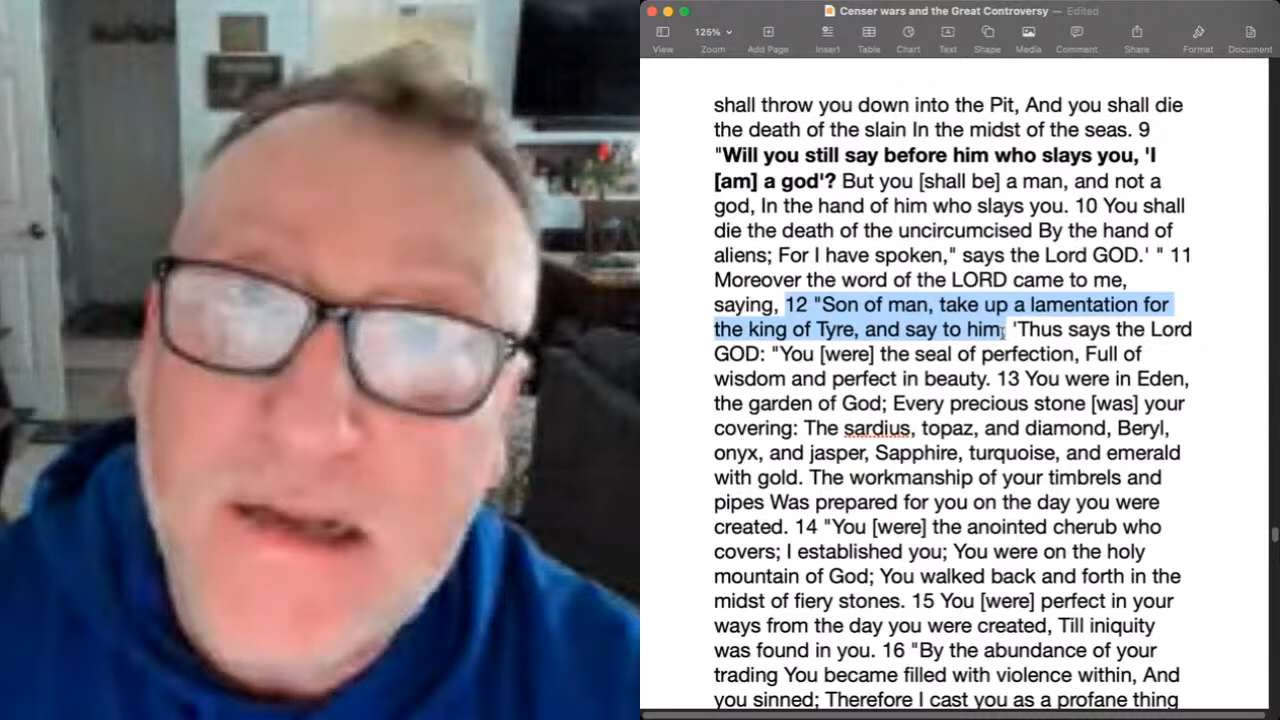 Censer wars and the Great Controversy — Edited
125%
View Zoom Add Page Insert Table Chart Text Shape Media Comment Share Format Document
shall throw you down into the Pit, And you shall die
the death of the slain In the midst of the seas. 9
"Will you still say before him who slays you, 'I
[am] a god'? But you [shall be] a man, and not a
god, In the hand of him who slays you. 10 You shall
die the death of the uncircumcised By the hand of
aliens; For I have spoken," says the Lord GOD.' " 11
Moreover the word of the LORD came to me,
saying, 12 "Son of man, take up a lamentation for
the king of Tyre, and say to him, 'Thus says the Lord
GOD: "You [were] the seal of perfection, Full of
wisdom and perfect in beauty. 13 You were in Eden,
the garden of God; Every precious stone [was] your
covering: The sardius, topaz, and diamond, Beryl,
onyx, and jasper, Sapphire, turquoise, and emerald
with gold. The workmanship of your timbrels and
pipes Was prepared for you on the day you were
created. 14 "You [were] the anointed cherub who
covers; I established you; You were on the holy
mountain of God; You walked back and forth in the
midst of fiery stones. 15 You [were] perfect in your
ways from the day you were created, Till iniquity
was found in you. 16 "By the abundance of your
trading You became filled with violence within, And
you sinned; Therefore I cast you as a profane thing